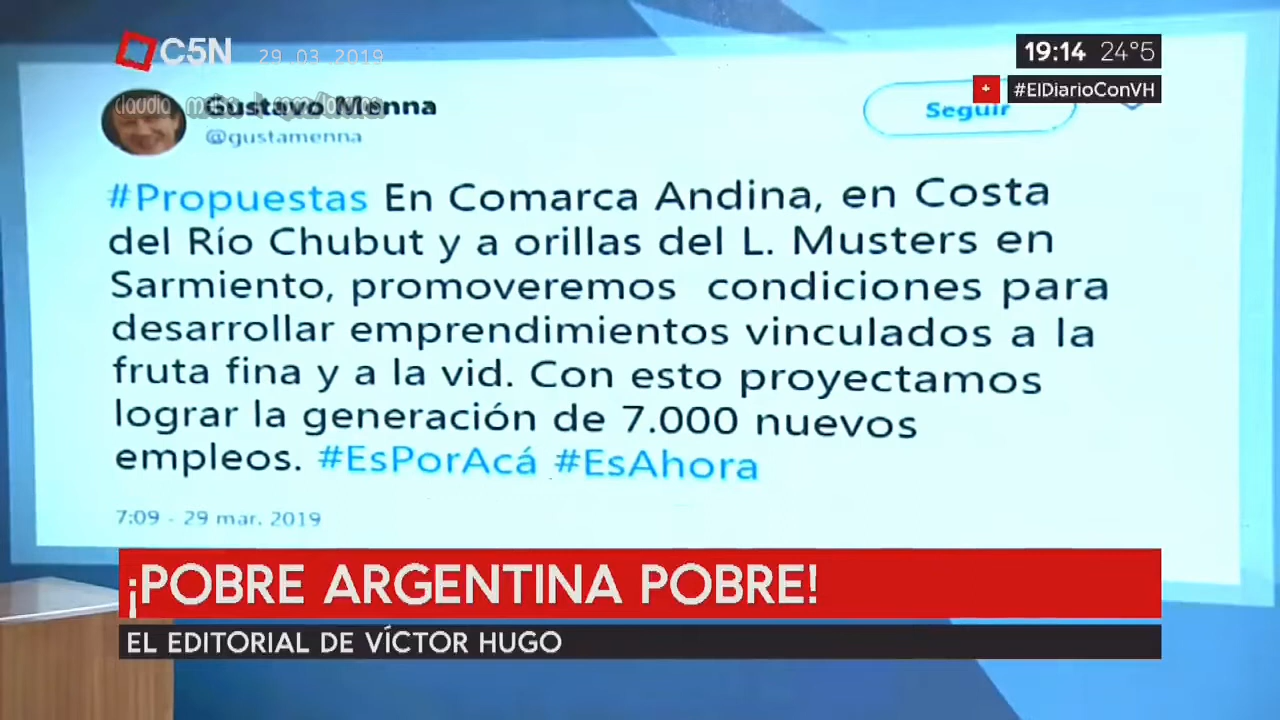 C5N
29.03.2019
19:14 24°5
+ #ElDiarioConVH
Gustavo Menna
@gustamenna
Seguir
#Propuestas En Comarca Andina, en Costa
del Río Chubut y a orillas del L. Musters en
Sarmiento, promoveremos condiciones para
desarrollar emprendimientos vinculados a la
fruta fina y a la vid. Con esto proyectamos
lograr la generación de 7.000 nuevos
empleos. #EsPorAcá #EsAhora
7:09 - 29 mar. 2019
¡POBRE ARGENTINA POBRE!
EL EDITORIAL DE VÍCTOR HUGO